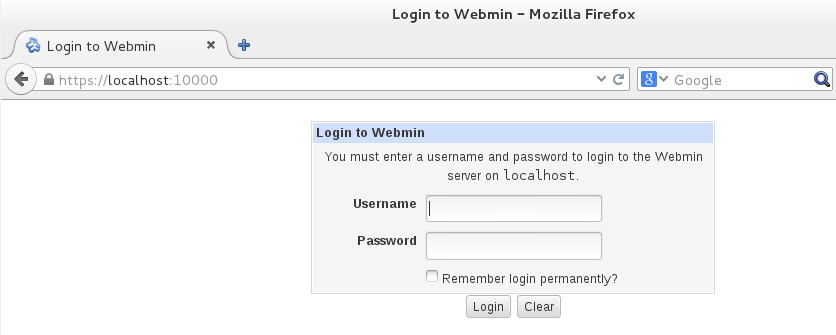 Login to Webmin - Mozilla Firefox
Login to Webmin
https://localhost:10000
Google
Login to Webmin
You must enter a username and password to login to the Webmin
server on localhost.
Username
Password
Remember login permanently?
Login Clear